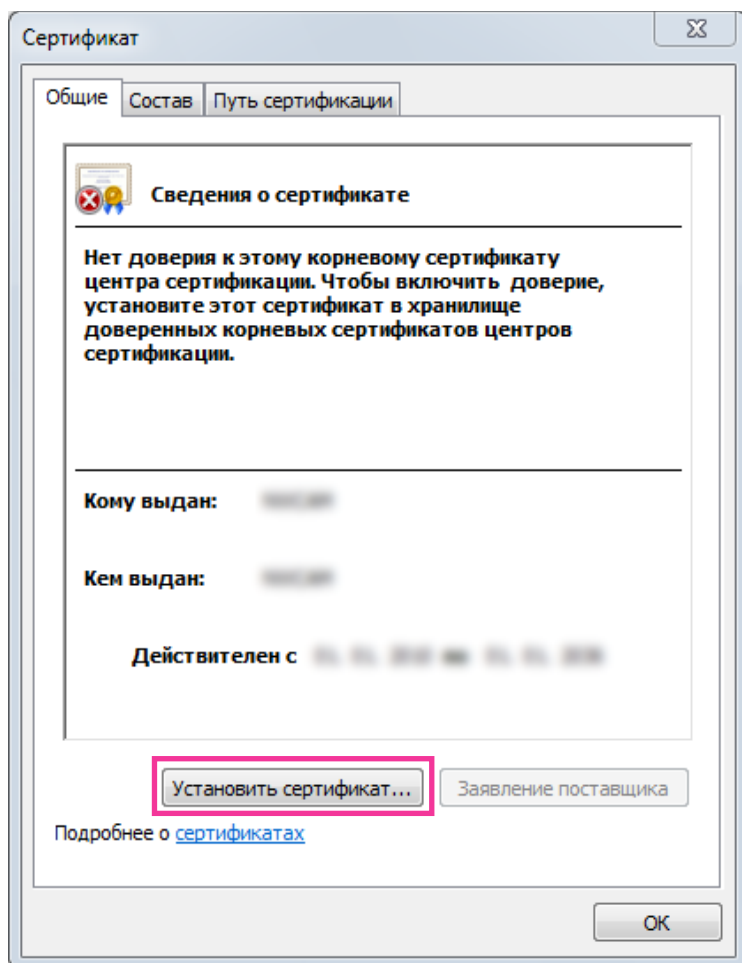 Сертификат
Общие Состав Путь сертификации
Сведения о сертификате
Нет доверия к этому корневому сертификату
центра сертификации. Чтобы включить доверие,
установите этот сертификат в хранилище
доверенных корневых сертификатов центров
сертификации.
Кому выдан:
Кем выдан:
Действителен с
Установить сертификат... Заявление поставщика
Подробнее о сертификатах
ОК